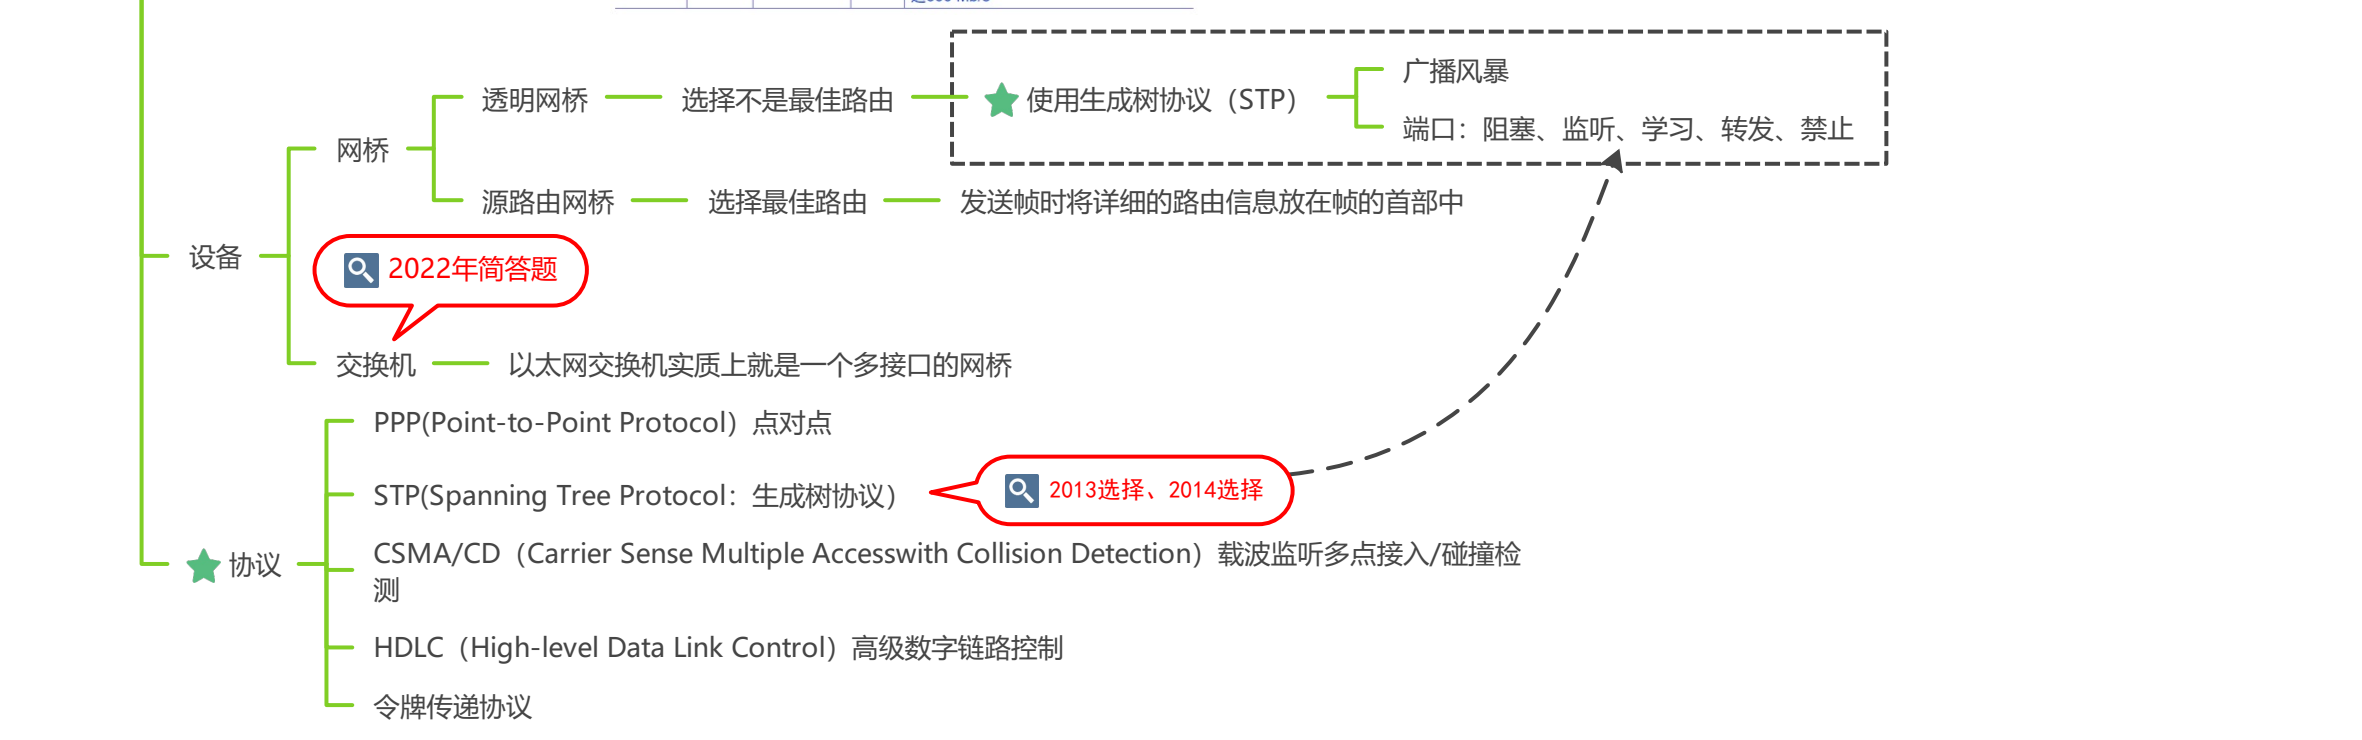 广播风暴
透明网桥
选择不是最佳路由
使用生成树协议（STP）
端口：阻塞、监听、学习、转发、禁止
网桥
源路由网桥
选择最佳路由
发送帧时将详细的路由信息放在帧的首部中
设备
2022年简答题
交换机
以太网交换机实质上就是一个多接口的网桥
PPP(Point-to-Point Protocol）点对点
STP(Spanning Tree Protocol：生成树协议）
2013选择、2014选择
CSMA/CD（Carrier Sense Multiple Accesswith Collision Detection）载波监听多点接入/碰撞检
测
协议
HDLC（High-level Data Link Control）高级数字链路控制
令牌传递协议